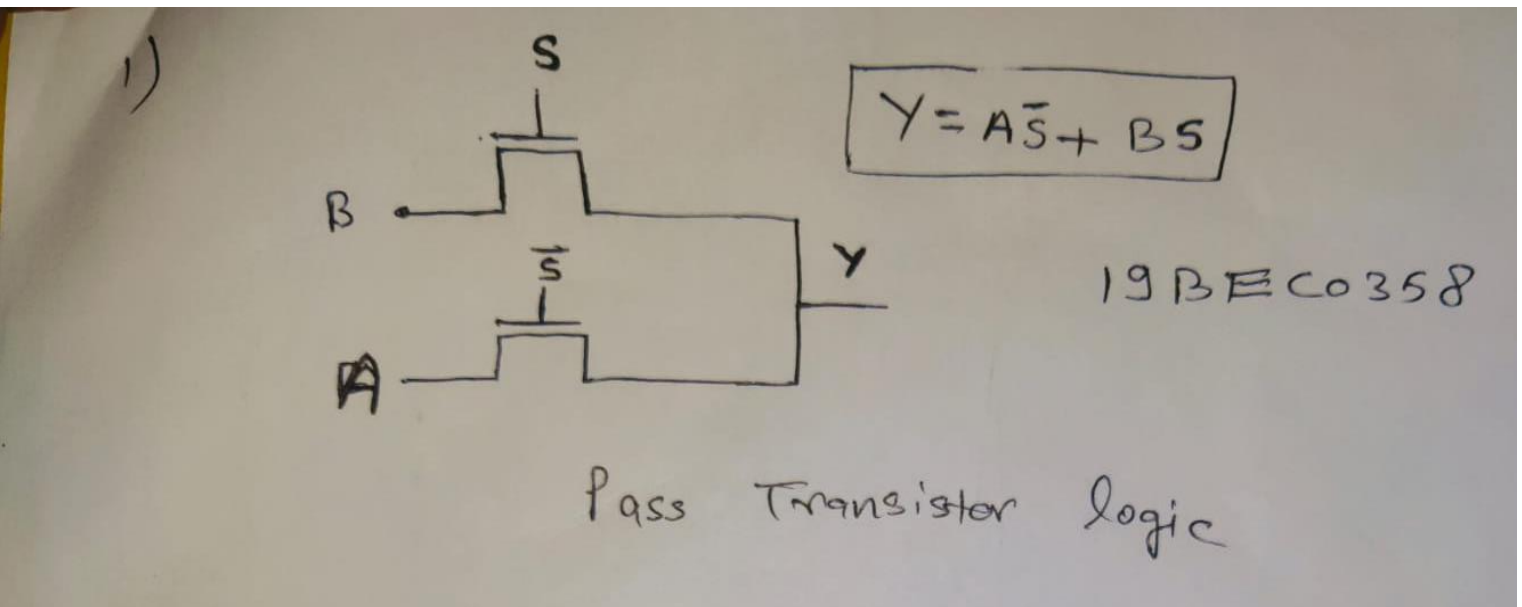 1)
S
Y = AS̅ + BS
B
S̅
Y
19BEC0358
A
Pass Transistor logic